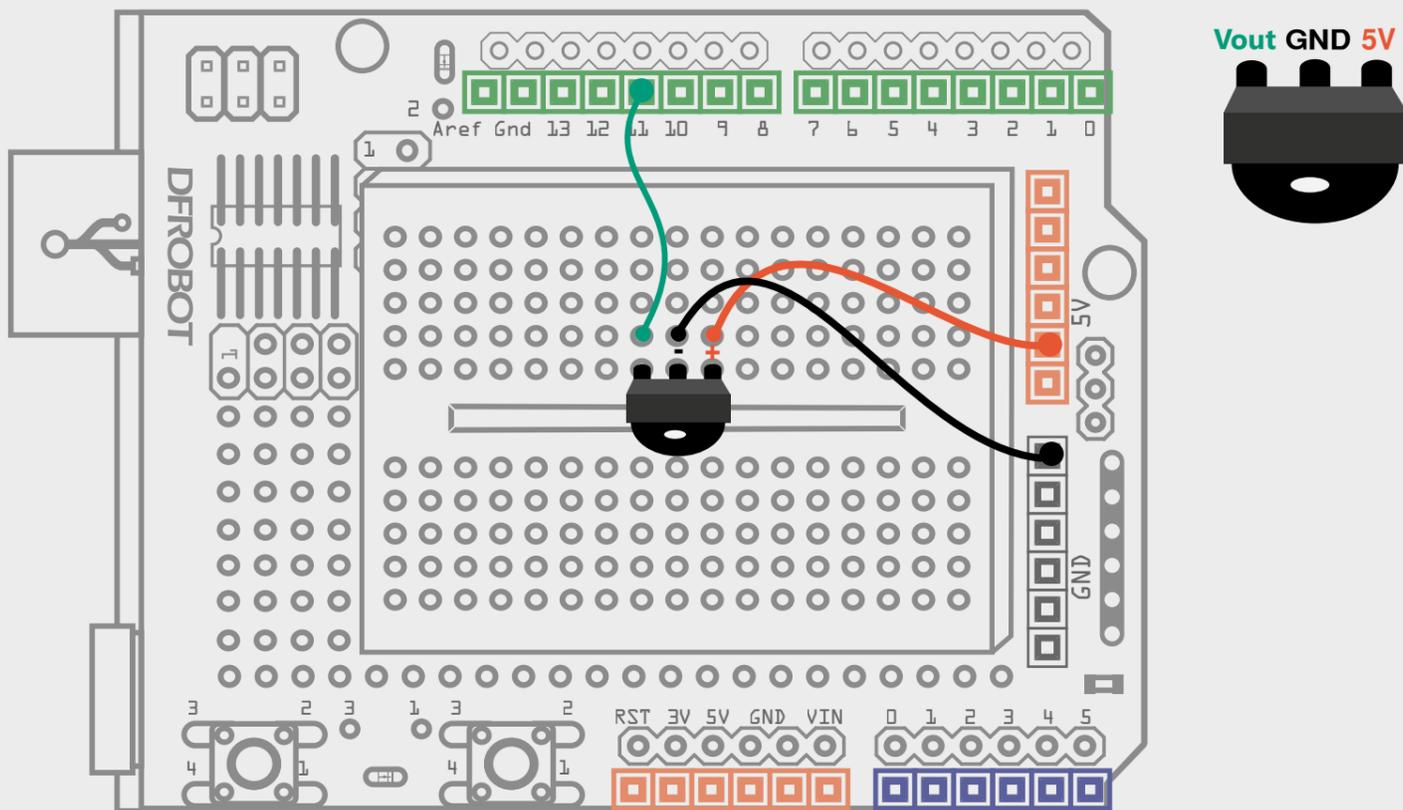 Vout GND 5V
2
Aref Gnd 13 12 11 10 9 8 7 6 5 4 3 2 1 0
1
DFROBOT
5V
1
- +
GND
3 2 3 1 3 2
RST 3V 5V GND VIN 0 1 2 3 4 5
4 1 4 1